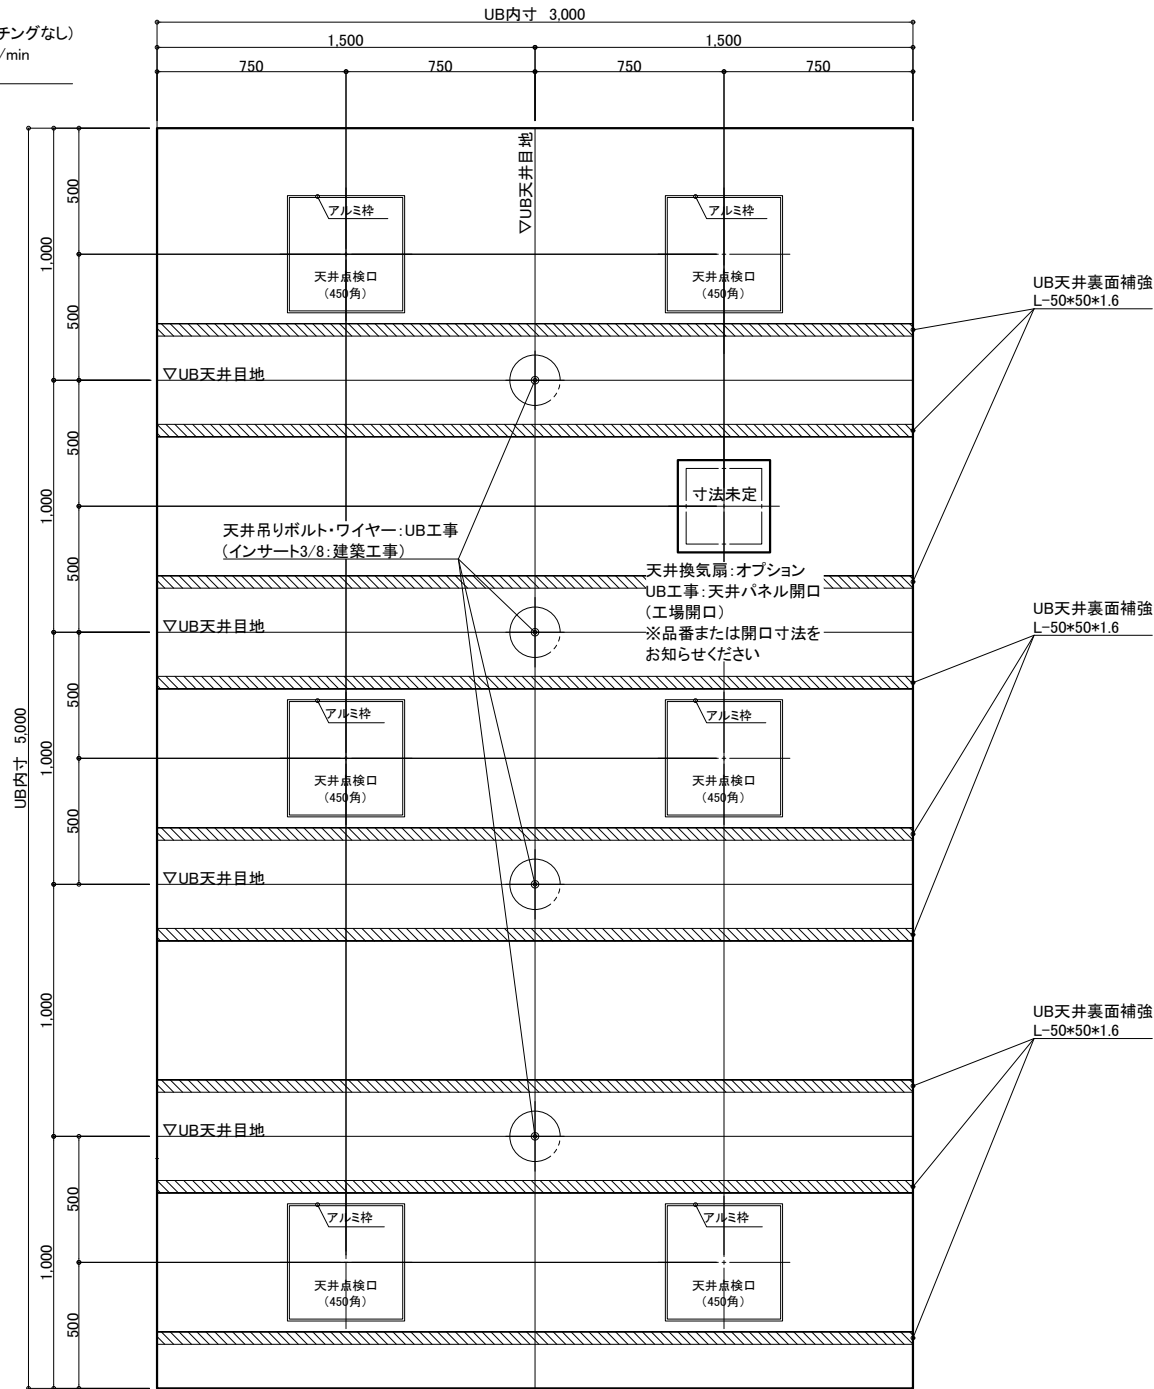 チングなし)
/min
UB内寸 3,000
1,500
1,500
750
750
750
750
▽UB天井目地
UB内寸 5,000
1,000
1,000
1,000
1,000
1,000
500
500
500
500
500
500
500
500
アルミ枠
天井点検口
(450角)
アルミ枠
天井点検口
(450角)
UB天井裏面補強
L-50*50*1.6
▽UB天井目地
寸法未定
天井吊りボルト・ワイヤー:UB工事
(インサート3/8:建築工事)
天井換気扇:オプション
UB工事:天井パネル開口
(工場開口)
※品番または開口寸法を
お知らせください
▽UB天井目地
UB天井裏面補強
L-50*50*1.6
アルミ枠
天井点検口
(450角)
アルミ枠
天井点検口
(450角)
▽UB天井目地
UB天井裏面補強
L-50*50*1.6
▽UB天井目地
アルミ枠
天井点検口
(450角)
アルミ枠
天井点検口
(450角)